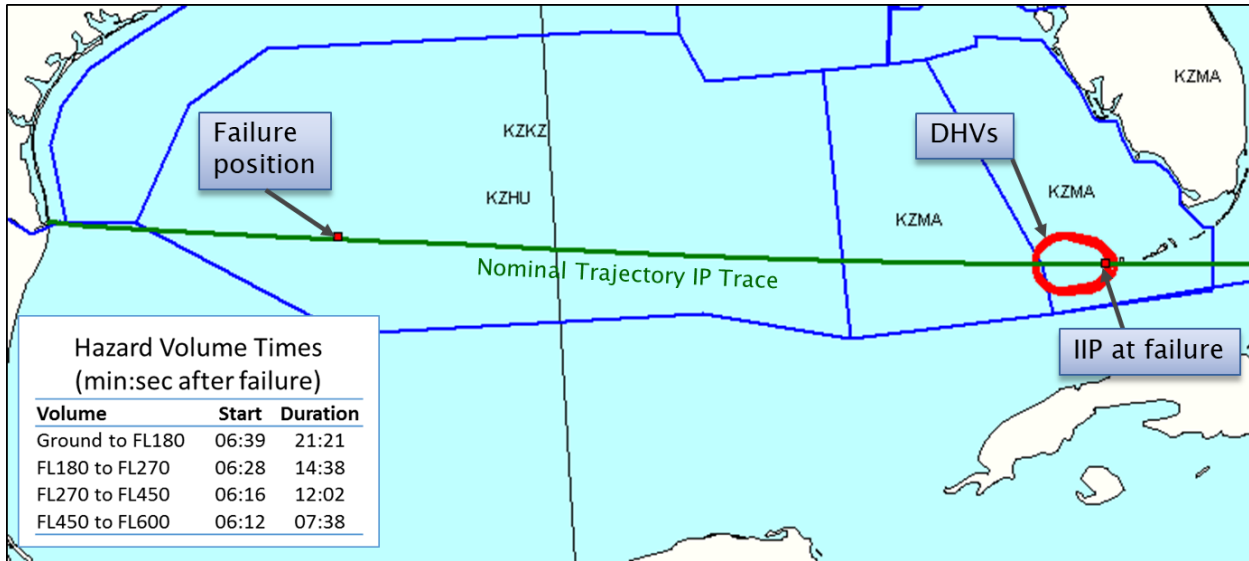 KZMA
Failure
position
KZKZ
DHVs
KZHU
KZMA
KZMA
Nominal Trajectory IP Trace
IIP at failure
Hazard Volume Times
(min:sec after failure)
Volume Start Duration
Ground to FL180 06:39 21:21
FL180 to FL270 06:28 14:38
FL270 to FL450 06:16 12:02
FL450 to FL600 06:12 07:38